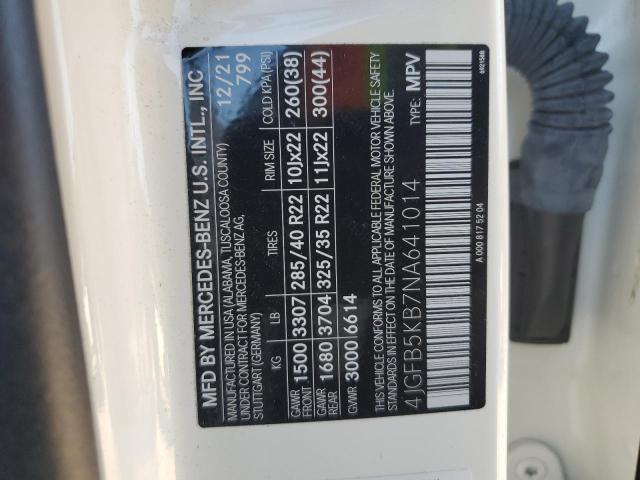 MFD BY MERCEDES-BENZ U.S. INTL., INC
MANUFACTURED IN USA (ALABAMA, TUSCALOOSA COUNTY) 12/21
UNDER CONTRACT FOR MERCEDES-BENZ AG, 799
STUTTGART (GERMANY)
KG LB TIRES RIM SIZE COLD KPA (PSI)
GAWR FRONT 1500 3307 285/40 R22 10Jx22 260(38)
GAWR REAR 1680 3704 325/35 R22 11Jx22 300(44)
GVWR 3000 6614
THIS VEHICLE CONFORMS TO ALL APPLICABLE FEDERAL MOTOR VEHICLE SAFETY
STANDARDS IN EFFECT ON THE DATE OF MANUFACTURE SHOWN ABOVE.
4JGFB5KB7NA641014 TYPE: MPV
A 000 817 52 04 6921588